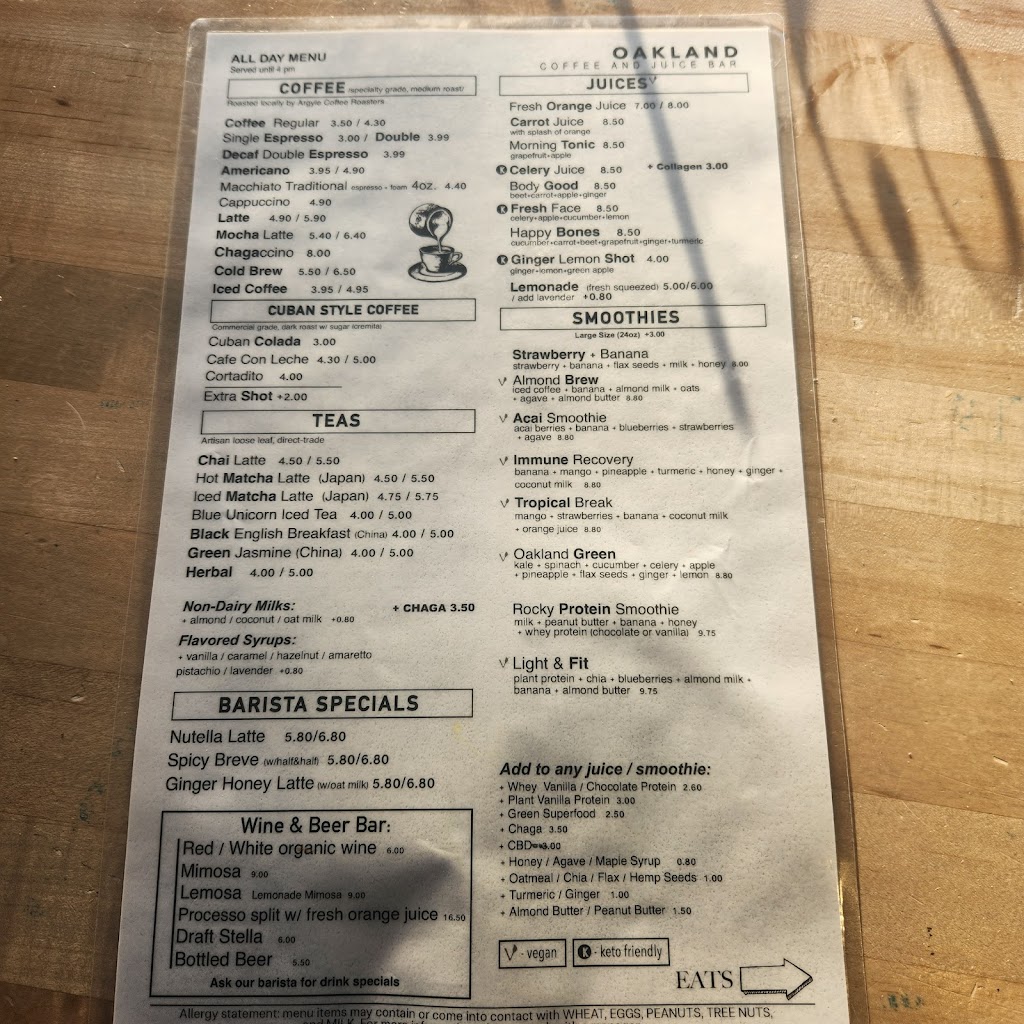 ALL DAY MENU
Served until 4 pm
COFFEE /specialty grade, medium roast/
Roasted locally by Argyle Coffee Roasters
Coffee Regular 3.50 / 4.30
Single Espresso 3.00 / Double 3.99
Decaf Double Espresso 3.99
Americano 3.95 / 4.90
Macchiato Traditional espresso + foam 4oz. 4.40
Cappuccino 4.90
Latte 4.90 / 5.90
Mocha Latte 5.40 / 6.40
Chagaccino 8.00
Cold Brew 5.50 / 6.50
Iced Coffee 3.95 / 4.95
CUBAN STYLE COFFEE
Commercial grade, dark roast w/ sugar (cremita)
Cuban Colada 3.00
Cafe Con Leche 4.30 / 5.00
Cortadito 4.00
Extra Shot +2.00
TEAS
Artisan loose leaf, direct-trade
Chai Latte 4.50 / 5.50
Hot Matcha Latte (Japan) 4.50 / 5.50
Iced Matcha Latte (Japan) 4.75 / 5.75
Blue Unicorn Iced Tea 4.00 / 5.00
Black English Breakfast (China) 4.00 / 5.00
Green Jasmine (China) 4.00 / 5.00
Herbal 4.00 / 5.00
Non-Dairy Milks: + CHAGA 3.50
+ almond / coconut / oat milk +0.80
Flavored Syrups:
+ vanilla / caramel / hazelnut / amaretto
pistachio / lavender +0.80
BARISTA SPECIALS
Nutella Latte 5.80/6.80
Spicy Breve (w/half&half) 5.80/6.80
Ginger Honey Latte (w/oat milk) 5.80/6.80
Wine & Beer Bar:
Red / White organic wine 6.00
Mimosa 9.00
Lemosa Lemonade Mimosa 9.00
Processo split w/ fresh orange juice 16.50
Draft Stella 6.00
Bottled Beer 5.50
Ask our barista for drink specials
OAKLAND
COFFEE AND JUICE BAR
JUICES V
Fresh Orange Juice 7.00 / 8.00
Carrot Juice 8.50
with splash of orange
Morning Tonic 8.50
grapefruit+apple
K Celery Juice 8.50 + Collagen 3.00
Body Good 8.50
beet+carrot+apple+ginger
K Fresh Face 8.50
celery+apple+cucumber+lemon
Happy Bones 8.50
cucumber+carrot+beet+grapefruit+ginger+turmeric
K Ginger Lemon Shot 4.00
ginger+lemon+green apple
Lemonade (fresh squeezed) 5.00/6.00
/ add lavender +0.80
SMOOTHIES
Large Size (24oz) +3.00
Strawberry + Banana
strawberry + banana + flax seeds + milk + honey 8.00
V Almond Brew
iced coffee + banana + almond milk + oats
+ agave + almond butter 8.80
V Acai Smoothie
acai berries + banana + blueberries + strawberries
+ agave 8.80
V Immune Recovery
banana + mango + pineapple + turmeric + honey + ginger +
coconut milk 8.80
V Tropical Break
mango + strawberries + banana + coconut milk
+ orange juice 8.80
V Oakland Green
kale + spinach + cucumber + celery + apple
+ pineapple + flax seeds + ginger + lemon 8.80
Rocky Protein Smoothie
milk + peanut butter + banana + honey
+ whey protein (chocolate or vanilla) 9.75
V Light & Fit
plant protein + chia + blueberries + almond milk +
banana + almond butter 9.75
Add to any juice / smoothie:
+ Whey Vanilla / Chocolate Protein 2.60
+ Plant Vanilla Protein 3.00
+ Green Superfood 2.50
+ Chaga 3.50
+ CBD
+ Honey / Agave / Maple Syrup 0.80
+ Oatmeal / Chia / Flax / Hemp Seeds 1.00
+ Turmeric / Ginger 1.00
+ Almond Butter / Peanut Butter 1.50
V - vegan
K - keto friendly
EATS
Allergy statement: menu items may contain or come into contact with WHEAT, EGGS, PEANUTS, TREE NUTS,
and MILK. For more